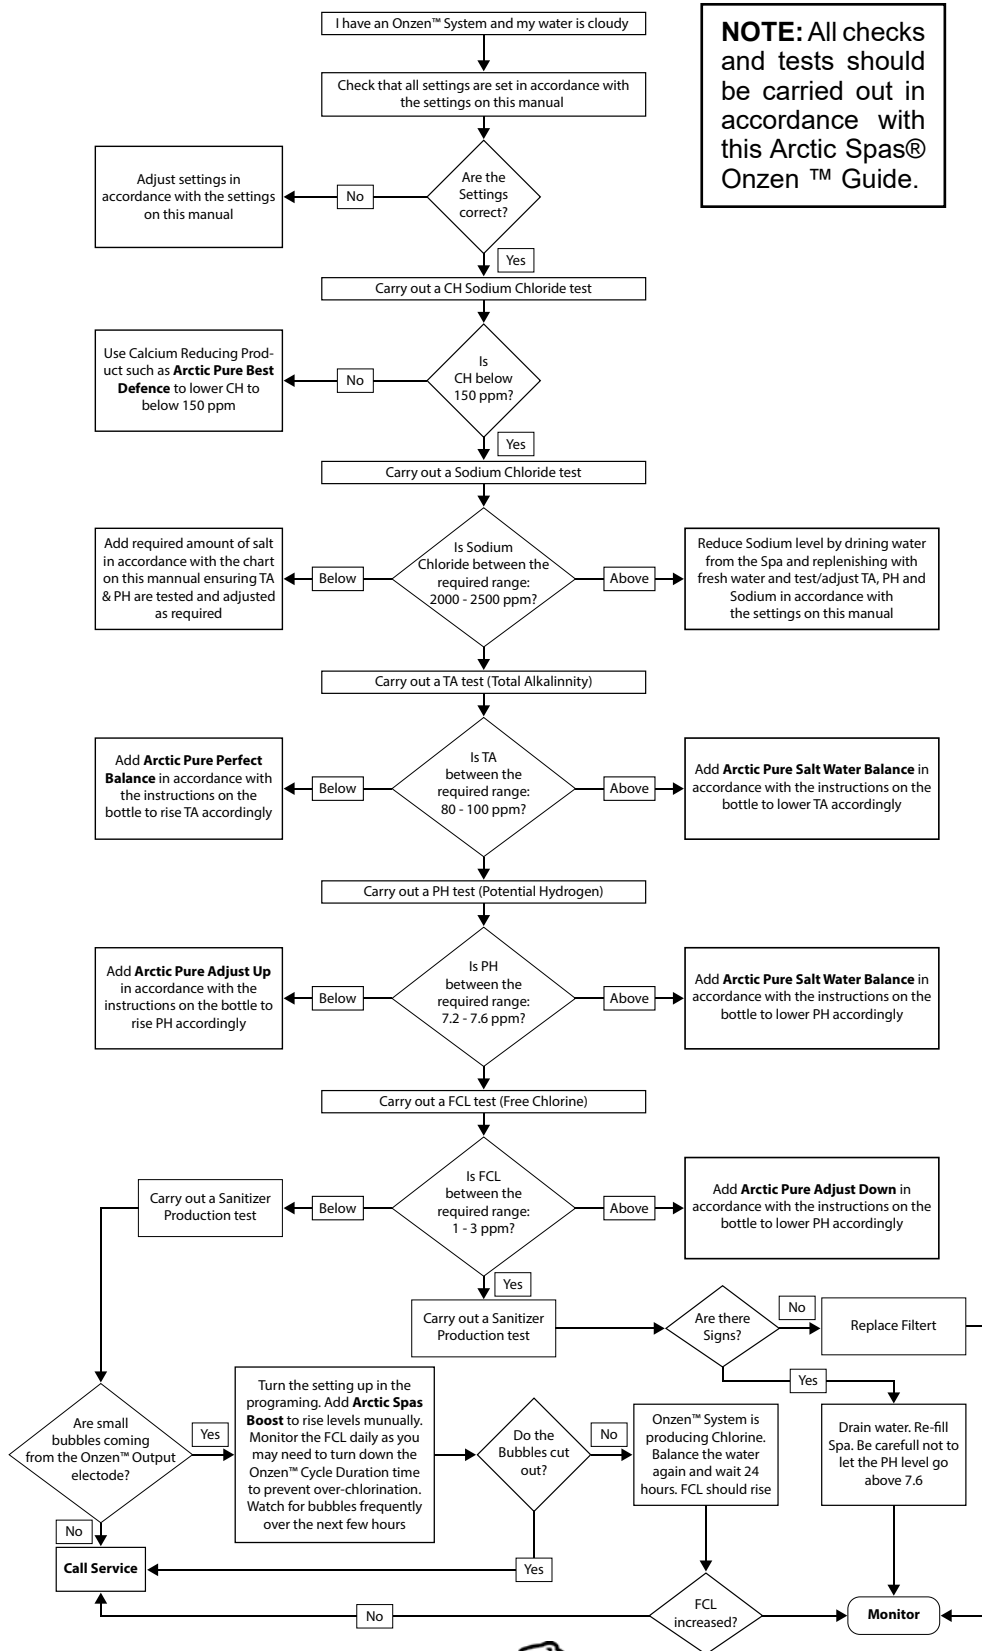 I have an Onzen™ System and my water is cloudy
NOTE: All checks
and tests should
be carried out in
accordance with
this Arctic Spas®
Onzen ™ Guide.
Check that all settings are set in accordance with
the settings on this manual
Are the
Settings
correct?
No
Adjust settings in
accordance with the settings
on this manual
Yes
Carry out a CH Sodium Chloride test
Is
CH below
150 ppm?
No
Use Calcium Reducing Prod-
uct such as Arctic Pure Best
Defence to lower CH to
below 150 ppm
Yes
Carry out a Sodium Chloride test
Is Sodium
Chloride between the
required range:
2000 - 2500 ppm?
Below
Add required amount of salt
in accordance with the chart
on this mannual ensuring TA
& PH are tested and adjusted
as required
Above
Reduce Sodium level by drining water
from the Spa and replenishing with
fresh water and test/adjust TA, PH and
Sodium in accordance with
the settings on this manual
Carry out a TA test (Total Alkalinnity)
Is TA
between the
required range:
80 - 100 ppm?
Below
Add Arctic Pure Perfect
Balance in accordance with
the instructions on the
bottle to rise TA accordingly
Above
Add Arctic Pure Salt Water Balance in
accordance with the instructions on the
bottle to lower TA accordingly
Carry out a PH test (Potential Hydrogen)
Is PH
between the
required range:
7.2 - 7.6 ppm?
Below
Add Arctic Pure Adjust Up
in accordance with the
instructions on the bottle to
rise PH accordingly
Above
Add Arctic Pure Salt Water Balance in
accordance with the instructions on the
bottle to lower PH accordingly
Carry out a FCL test (Free Chlorine)
Is FCL
between the
required range:
1 - 3 ppm?
Below
Carry out a Sanitizer
Production test
Above
Add Arctic Pure Adjust Down in
accordance with the instructions on the
bottle to lower PH accordingly
Yes
Carry out a Sanitizer
Production test
Are there
Signs?
No
Replace Filtert
Yes
Drain water. Re-fill
Spa. Be carefull not to
let the PH level go
above 7.6
Are small
bubbles coming
from the Onzen™ Output
electode?
Yes
Turn the setting up in the
programing. Add Arctic Spas
Boost to rise levels munually.
Monitor the FCL daily as you
may need to turn down the
Onzen™ Cycle Duration time
to prevent over-chlorination.
Watch for bubbles frequently
over the next few hours
Do the
Bubbles cut
out?
No
Onzen™ System is
producing Chlorine.
Balance the water
again and wait 24
hours. FCL should rise
No
Call Service
Yes
FCL
increased?
No
Monitor